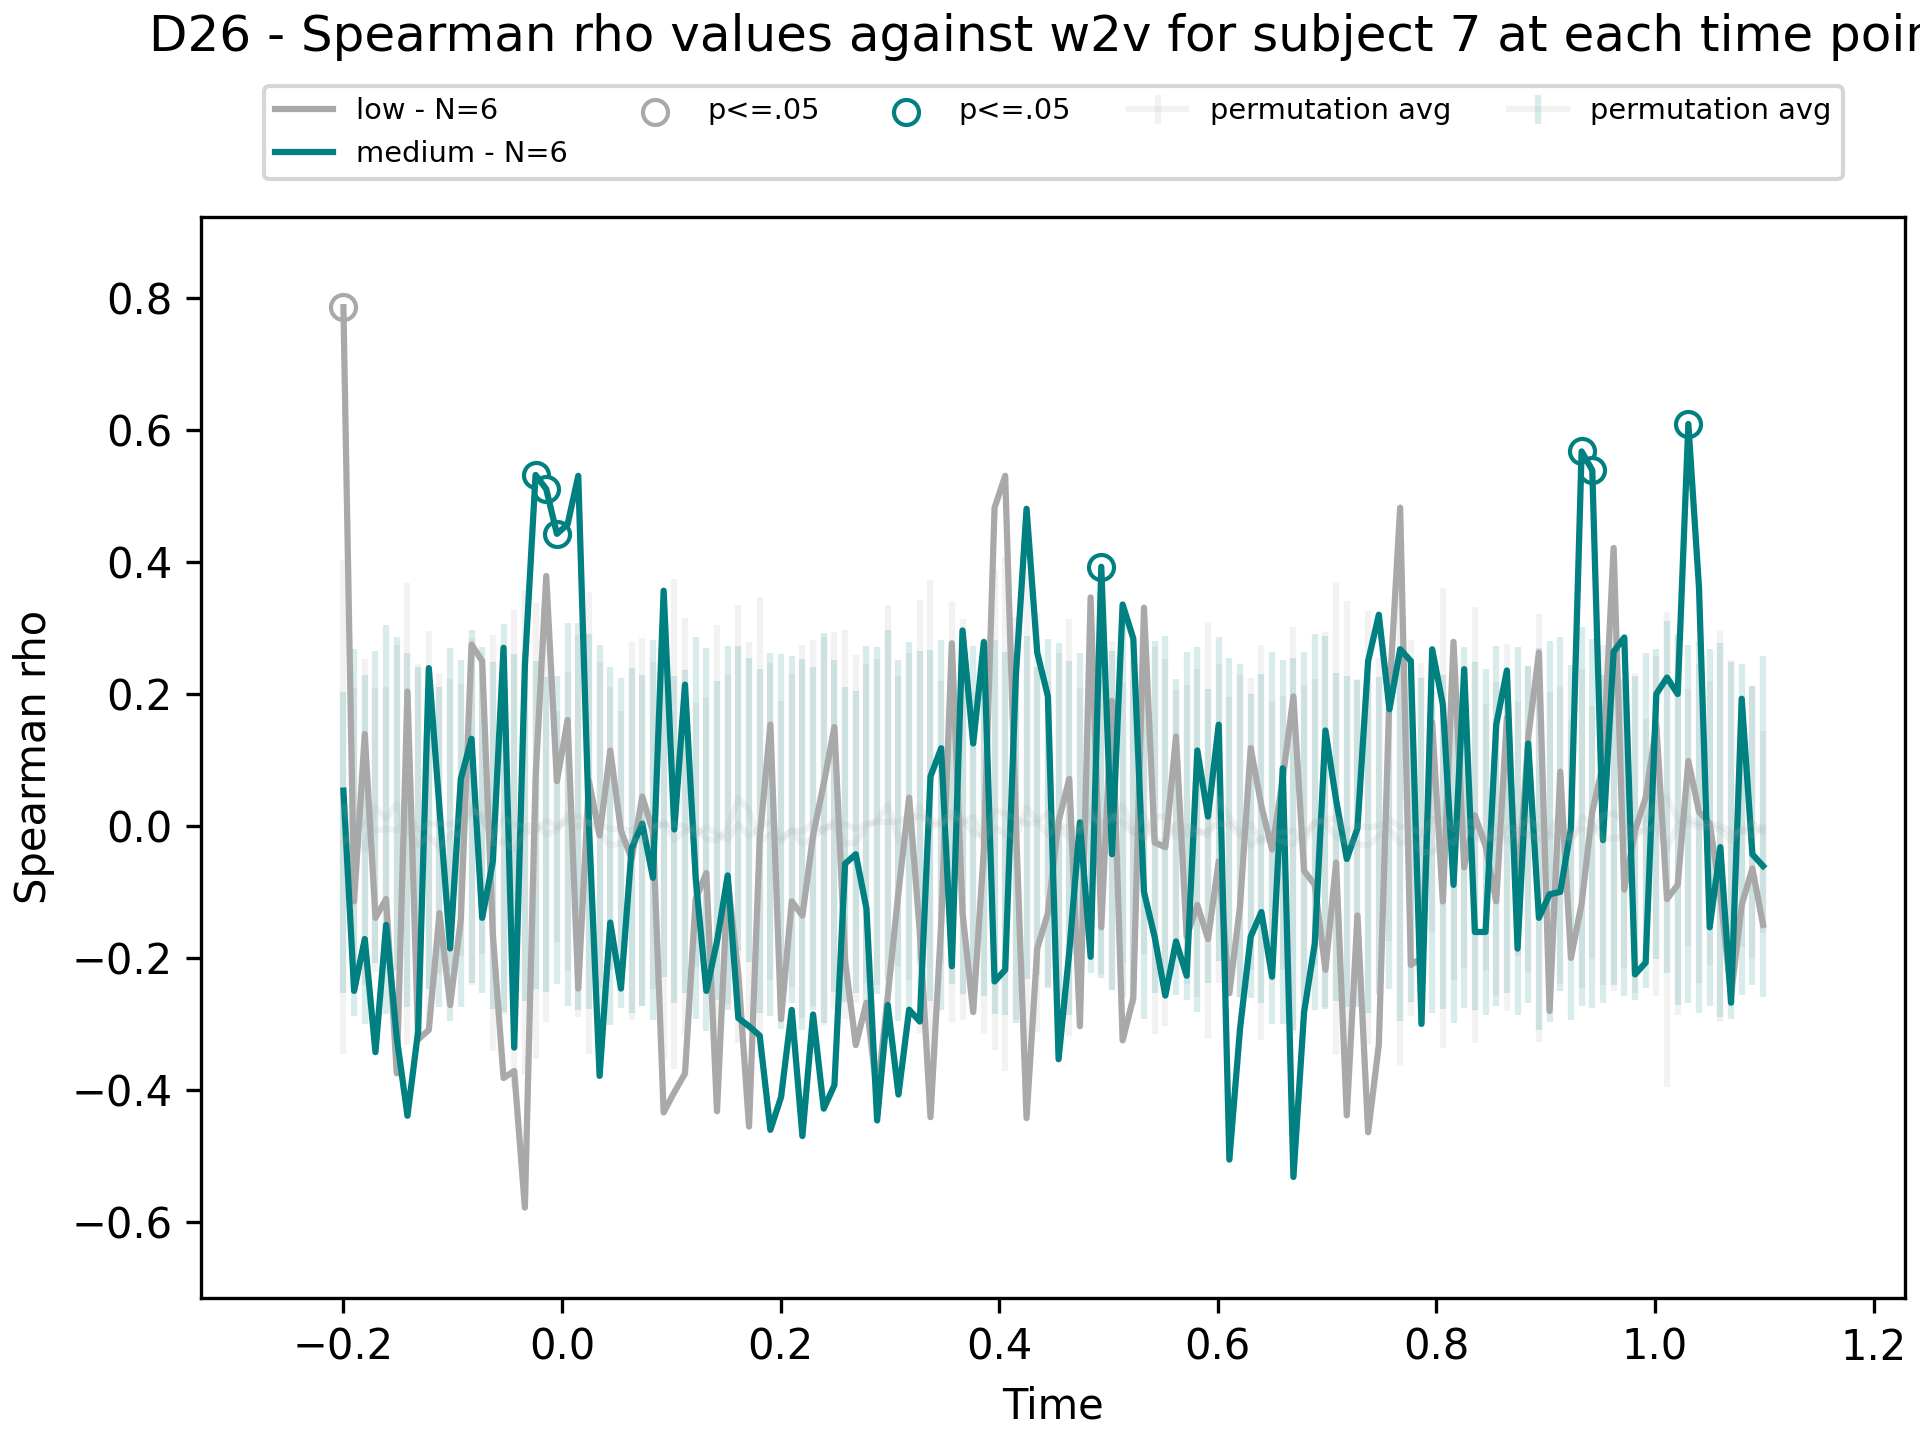 D26 - Spearman rho values against w2v for subject 7 at each time
low - N=6
medium - N=6
p<=.05
p<=.05
permutation avg
permutation avg
Spearman rho
0.8
0.6
0.4
0.2
0.0
−0.2
−0.4
−0.6
−0.2 0.0 0.2 0.4 0.6 0.8 1.0 1.2
Time